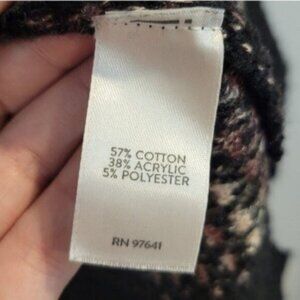 57% COTTON
38% ACRYLIC
5% POLYESTER
RN 97641